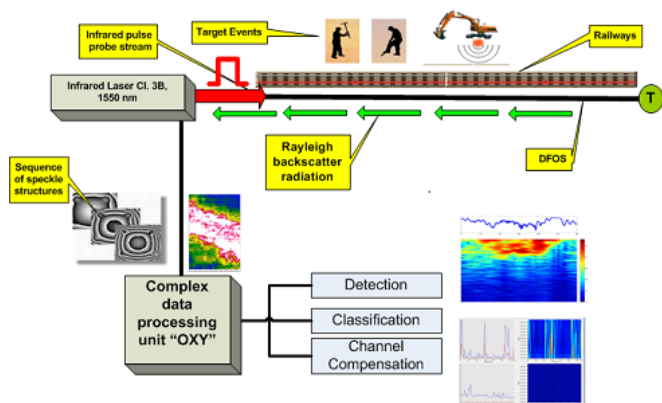 Infrared pulse
probe stream
Target Events
Railways
Infrared Laser Cl. 3B,
1550 nm
T
Rayleigh
backscatter
radiation
DFOS
Sequence
of speckle
structures
Complex
data
processing
unit “OXY”
Detection
Classification
Channel
Compensation